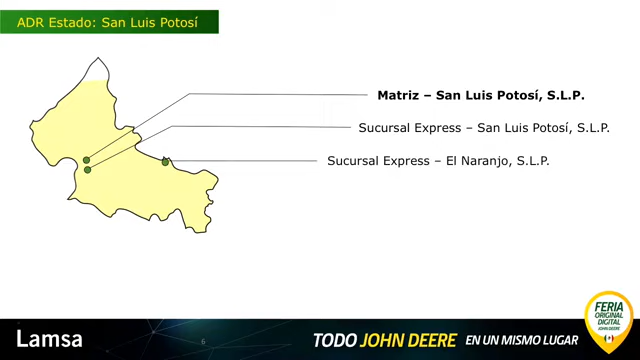 ADR Estado: San Luis Potosí
Matriz – San Luis Potosí, S.L.P.
Sucursal Express – San Luis Potosí, S.L.P.
Sucursal Express – El Naranjo, S.L.P.
FERIA
ORIGINAL
DIGITAL
JOHN DEERE
Lamsa
6
TODO JOHN DEERE EN UN MISMO LUGAR